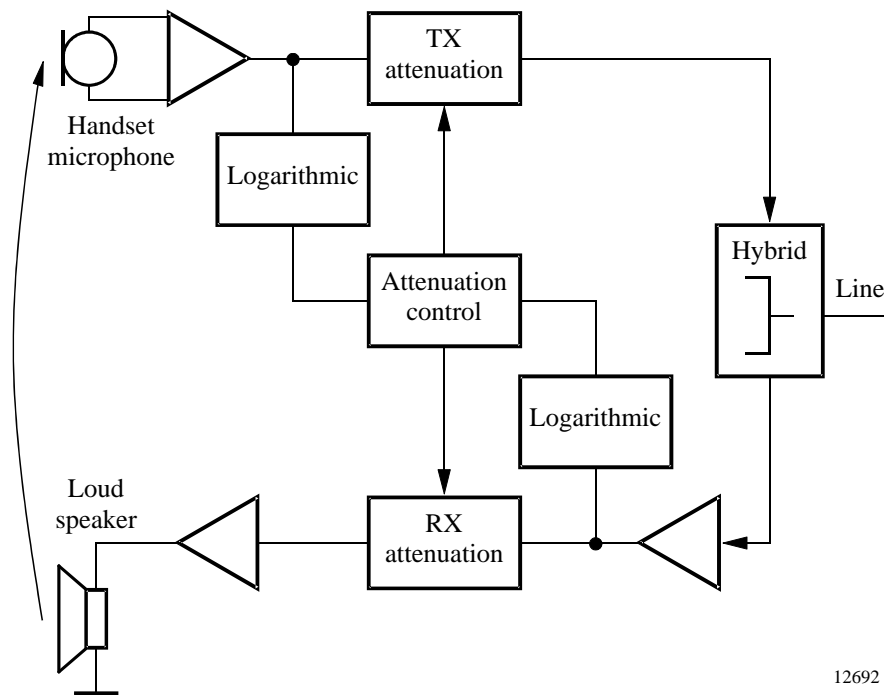 TX
attenuation
Handset
microphone
Logarithmic
Hybrid
Attenuation
control
Line
Logarithmic
Loud
speaker
RX
attenuation
12692